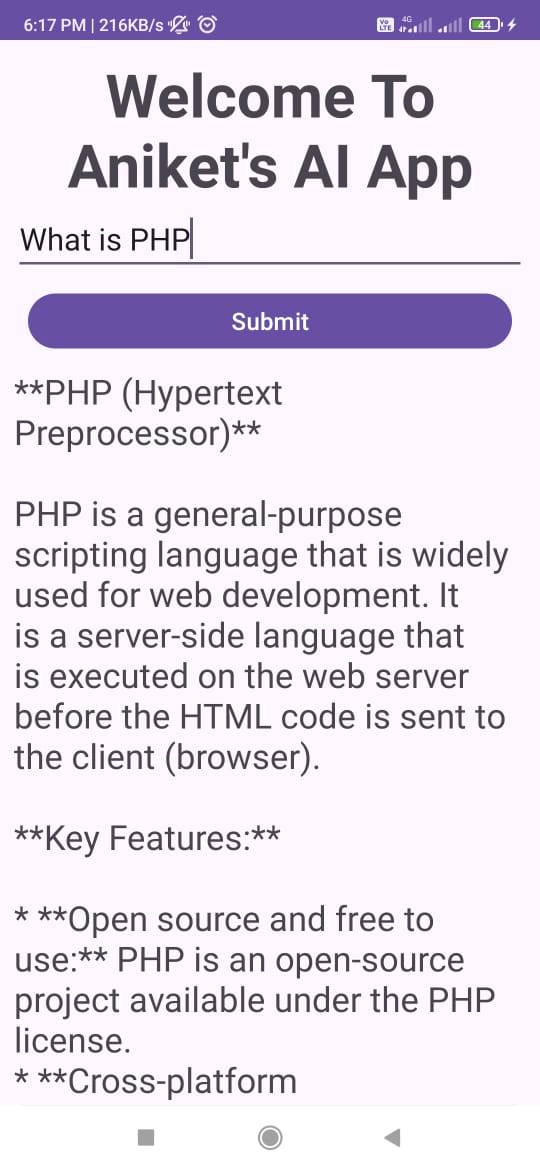 6:17 PM | 216KB/s
Vo LTE 4G 44
Welcome To
Aniket's AI App
What is PHP
Submit
**PHP (Hypertext
Preprocessor)**
PHP is a general-purpose
scripting language that is widely
used for web development. It
is a server-side language that
is executed on the web server
before the HTML code is sent to
the client (browser).
**Key Features:**
* **Open source and free to
use:** PHP is an open-source
project available under the PHP
license.
* **Cross-platform